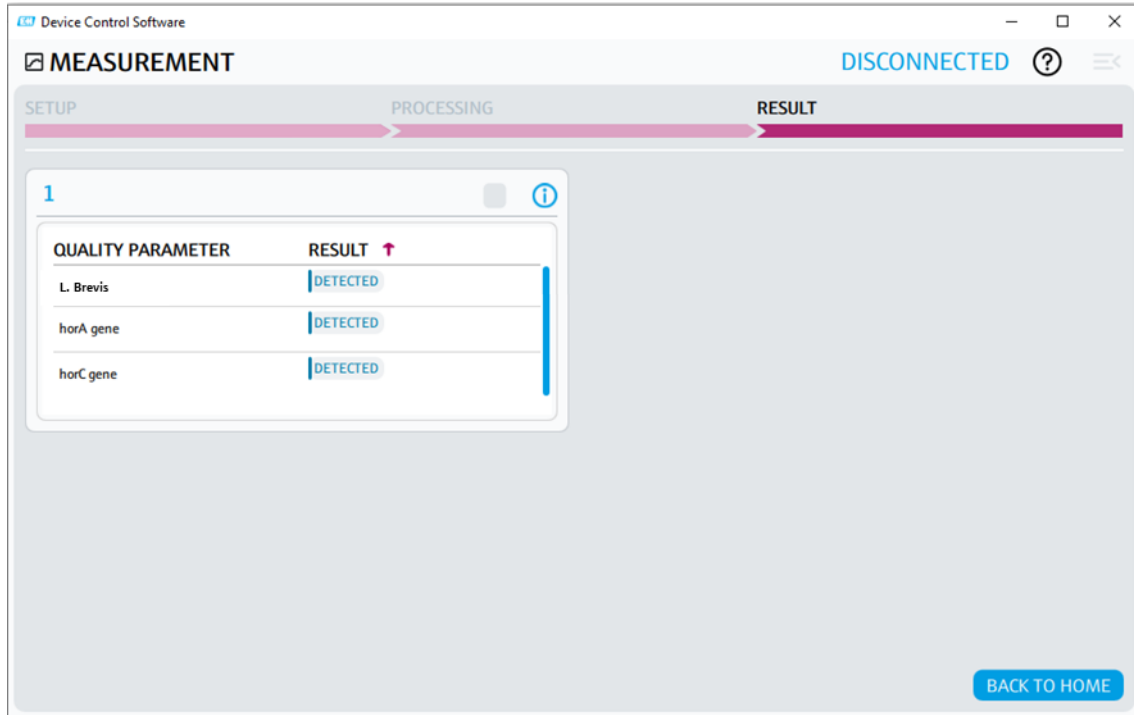 Device Control Software
MEASUREMENT
DISCONNECTED
SETUP
PROCESSING
RESULT
1
QUALITY PARAMETER RESULT
L. Brevis DETECTED
horA gene DETECTED
horC gene DETECTED
BACK TO HOME